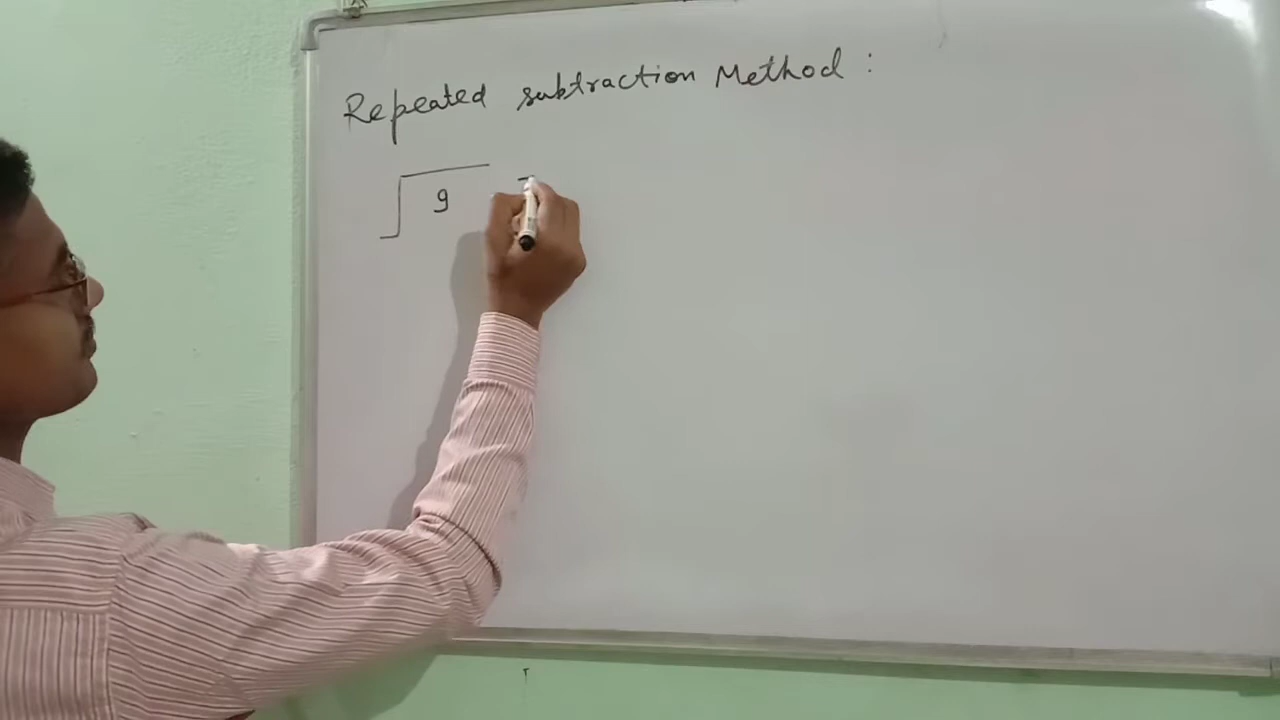 Repeated subtraction Method :
√9 =